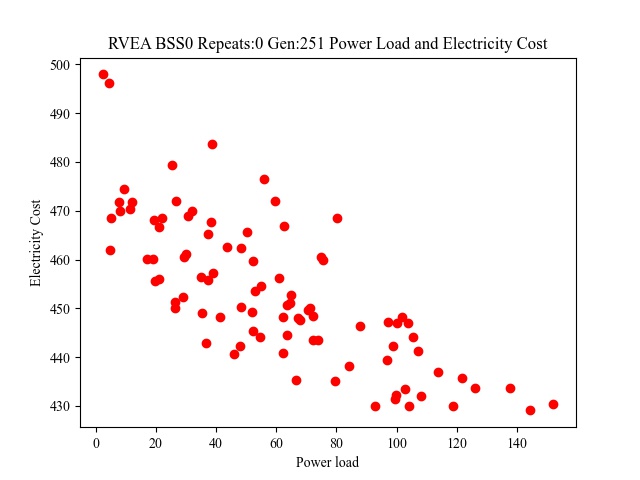 RVEA BSS0 Repeats:0 Gen:251 Power Load and Electricity Cost
500
490
480
470
460
450
440
430
Electricity Cost
0 20 40 60 80 100 120 140
Power load